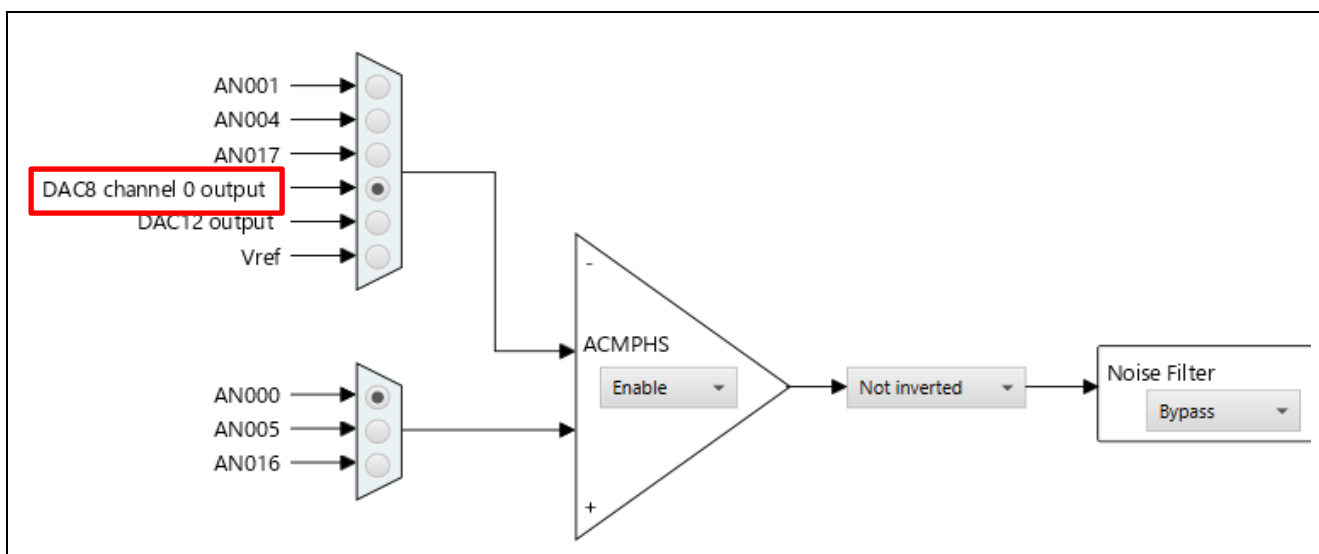 AN001
AN004
AN017
DAC8 channel 0 output
DAC12 output
Vref
-
ACMPHS
Enable
Not inverted
Noise Filter
Bypass
AN000
AN005
AN016
+